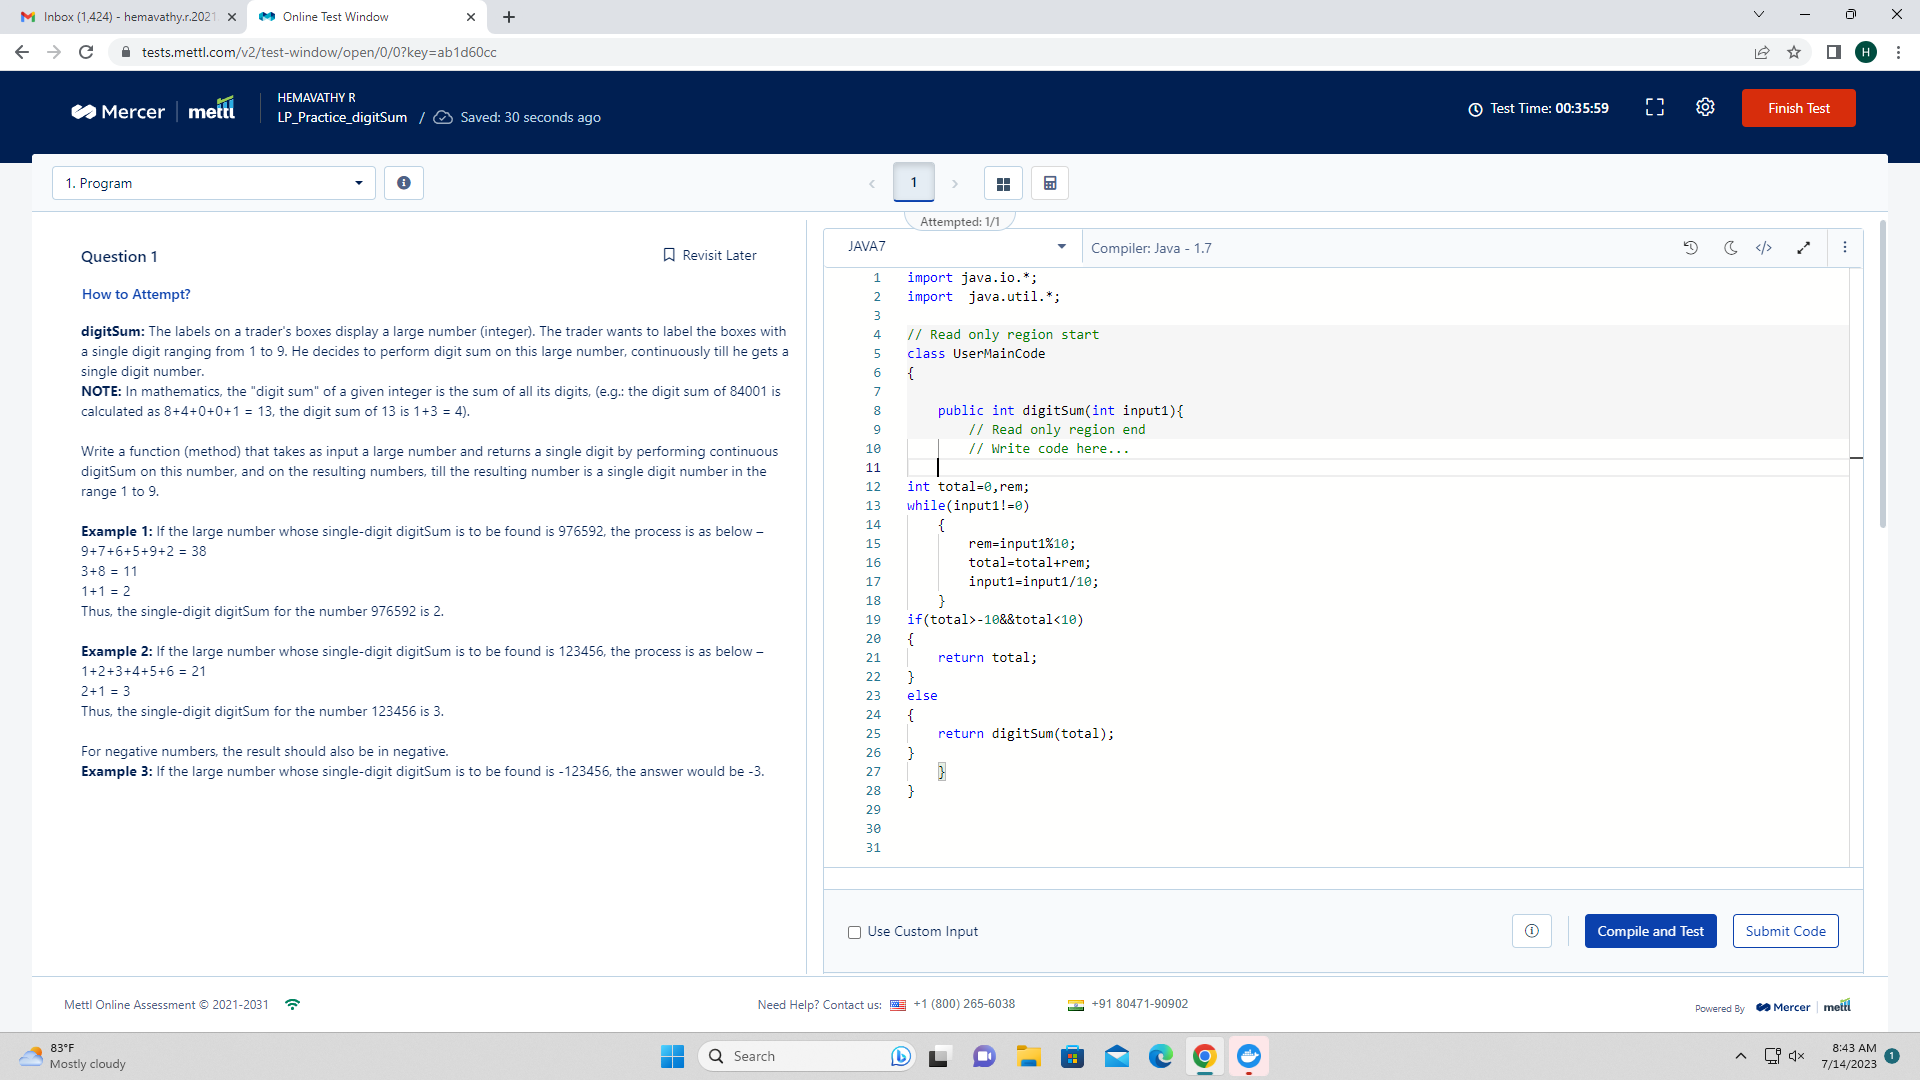 Inbox (1,424) - hemavathy.r.2021
Online Test Window
tests.mettl.com/v2/test-window/open/0/0?key=ab1d60cc
H
Mercer | mettl
HEMAVATHY R
LP_Practice_digitSum / Saved: 30 seconds ago
Test Time: 00:35:59
Finish Test
1. Program
1
Attempted: 1/1
Question 1
Revisit Later
How to Attempt?
digitSum: The labels on a trader's boxes display a large number (integer). The trader wants to label the boxes with
a single digit ranging from 1 to 9. He decides to perform digit sum on this large number, continuously till he gets a
single digit number.
NOTE: In mathematics, the "digit sum" of a given integer is the sum of all its digits, (e.g.: the digit sum of 84001 is
calculated as 8+4+0+0+1 = 13, the digit sum of 13 is 1+3 = 4).
Write a function (method) that takes as input a large number and returns a single digit by performing continuous
digitSum on this number, and on the resulting numbers, till the resulting number is a single digit number in the
range 1 to 9.
Example 1: If the large number whose single-digit digitSum is to be found is 976592, the process is as below –
9+7+6+5+9+2 = 38
3+8 = 11
1+1 = 2
Thus, the single-digit digitSum for the number 976592 is 2.
Example 2: If the large number whose single-digit digitSum is to be found is 123456, the process is as below –
1+2+3+4+5+6 = 21
2+1 = 3
Thus, the single-digit digitSum for the number 123456 is 3.
For negative numbers, the result should also be in negative.
Example 3: If the large number whose single-digit digitSum is to be found is -123456, the answer would be -3.
JAVA7
Compiler: Java - 1.7
1 import java.io.*;
2 import  java.util.*;
3
4 // Read only region start
5 class UserMainCode
6 {
7
8     public int digitSum(int input1){
9         // Read only region end
10         // Write code here...
11
12 int total=0,rem;
13 while(input1!=0)
14     {
15         rem=input1%10;
16         total=total+rem;
17         input1=input1/10;
18     }
19 if(total>-10&&total<10)
20 {
21     return total;
22 }
23 else
24 {
25     return digitSum(total);
26 }
27     }
28 }
29
30
31
Use Custom Input
Compile and Test
Submit Code
Mettl Online Assessment © 2021-2031
Need Help? Contact us: +1 (800) 265-6038
+91 80471-90902
Powered By Mercer | mettl
83°F
Mostly cloudy
Search
8:43 AM
7/14/2023
1